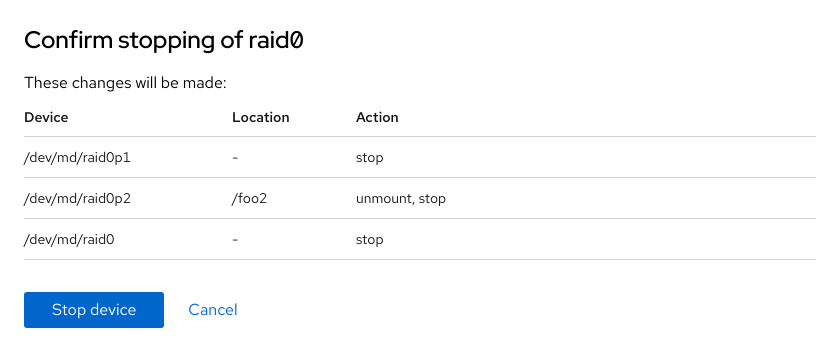 Confirm stopping of raid0
These changes will be made:
Device Location Action
/dev/md/raid0p1 - stop
/dev/md/raid0p2 /foo2 unmount, stop
/dev/md/raid0 - stop
Stop device Cancel